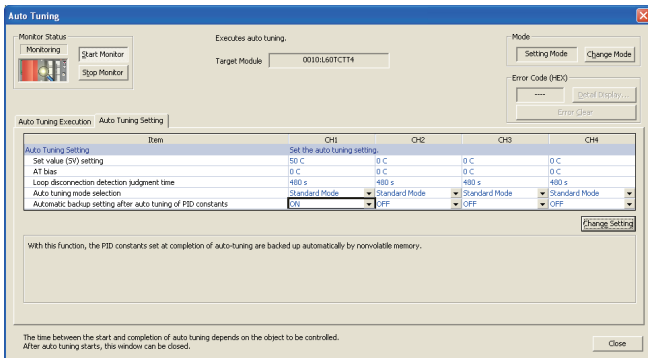 Auto Tuning
Monitor Status
Monitoring
Start Monitor
Stop Monitor
Executes auto tuning.
Target Module 0010:L60TCTT4
Mode
Setting Mode Change Mode
Error Code (HEX)
---- Detail Display...
Error Clear
Auto Tuning Execution Auto Tuning Setting
Item CH1 CH2 CH3 CH4
Auto Tuning Setting Set the auto tuning setting.
Set value (SV) setting 50 C 0 C 0 C 0 C
AT bias 0 C 0 C 0 C 0 C
Loop disconnection detection judgment time 480 s 480 s 480 s 480 s
Auto tuning mode selection Standard Mode Standard Mode Standard Mode Standard Mode
Automatic backup setting after auto tuning of PID constants ON OFF OFF OFF
Change Setting
With this function, the PID constants set at completion of auto-tuning are backed up automatically by nonvolatile memory.
The time between the start and completion of auto tuning depends on the object to be controlled.
After auto tuning starts, this window can be closed.
Close